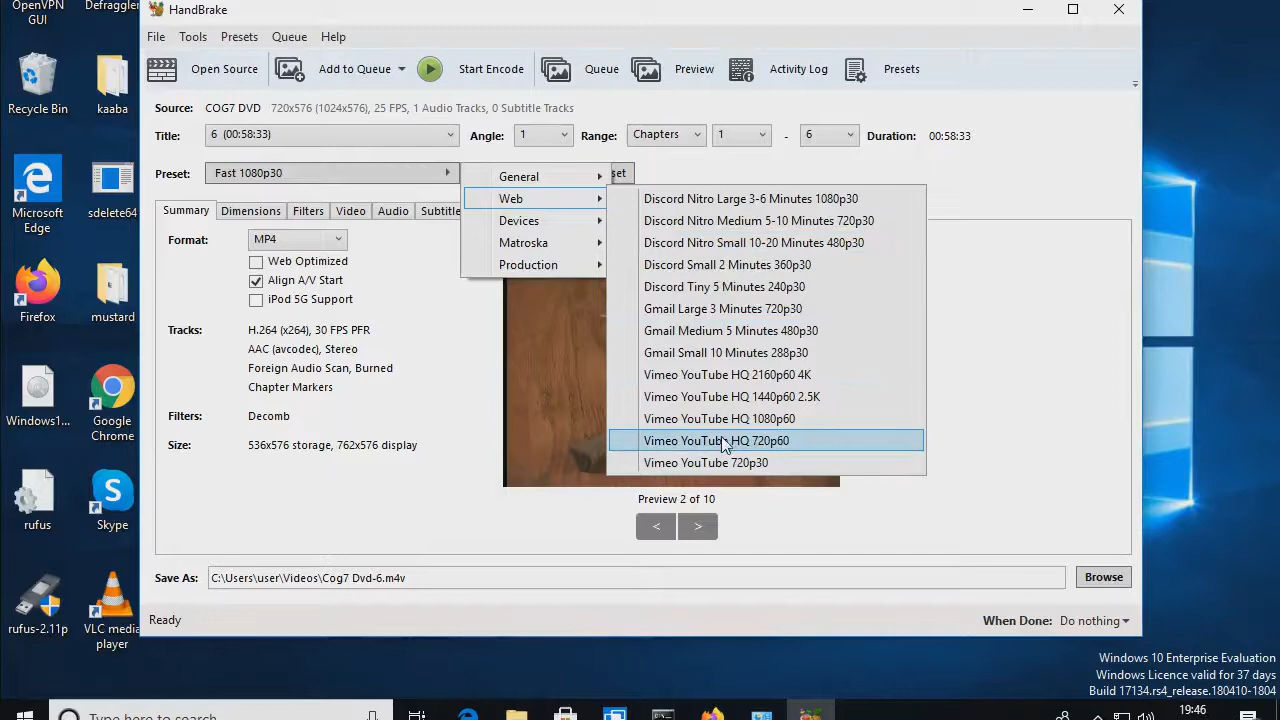 OpenVPN GUI
Defraggler
Recycle Bin
kaaba
Microsoft Edge
sdelete64
Firefox
mustard
Windows1...
Google Chrome
rufus
Skype
rufus-2.11p
VLC media player
HandBrake
File Tools Presets Queue Help
Open Source Add to Queue Start Encode Queue Preview Activity Log Presets
Source: COG7 DVD 720x576 (1024x576), 25 FPS, 1 Audio Tracks, 0 Subtitle Tracks
Title: 6 (00:58:33) Angle: 1 Range: Chapters 1 - 6 Duration: 00:58:33
Preset: Fast 1080p30 set
General
Web
Devices
Matroska
Production
Discord Nitro Large 3-6 Minutes 1080p30
Discord Nitro Medium 5-10 Minutes 720p30
Discord Nitro Small 10-20 Minutes 480p30
Discord Small 2 Minutes 360p30
Discord Tiny 5 Minutes 240p30
Gmail Large 3 Minutes 720p30
Gmail Medium 5 Minutes 480p30
Gmail Small 10 Minutes 288p30
Vimeo YouTube HQ 2160p60 4K
Vimeo YouTube HQ 1440p60 2.5K
Vimeo YouTube HQ 1080p60
Vimeo YouTube HQ 720p60
Vimeo YouTube 720p30
Summary Dimensions Filters Video Audio Subtitle
Format: MP4
Web Optimized
Align A/V Start
iPod 5G Support
Tracks: H.264 (x264), 30 FPS PFR
AAC (avcodec), Stereo
Foreign Audio Scan, Burned
Chapter Markers
Filters: Decomb
Size: 536x576 storage, 762x576 display
Preview 2 of 10
< >
Save As: C:\Users\user\Videos\Cog7 Dvd-6.m4v Browse
Ready When Done: Do nothing
Windows 10 Enterprise Evaluation
Windows Licence valid for 37 days
Build 17134.rs4_release.180410-1804
Type here to search
19:46